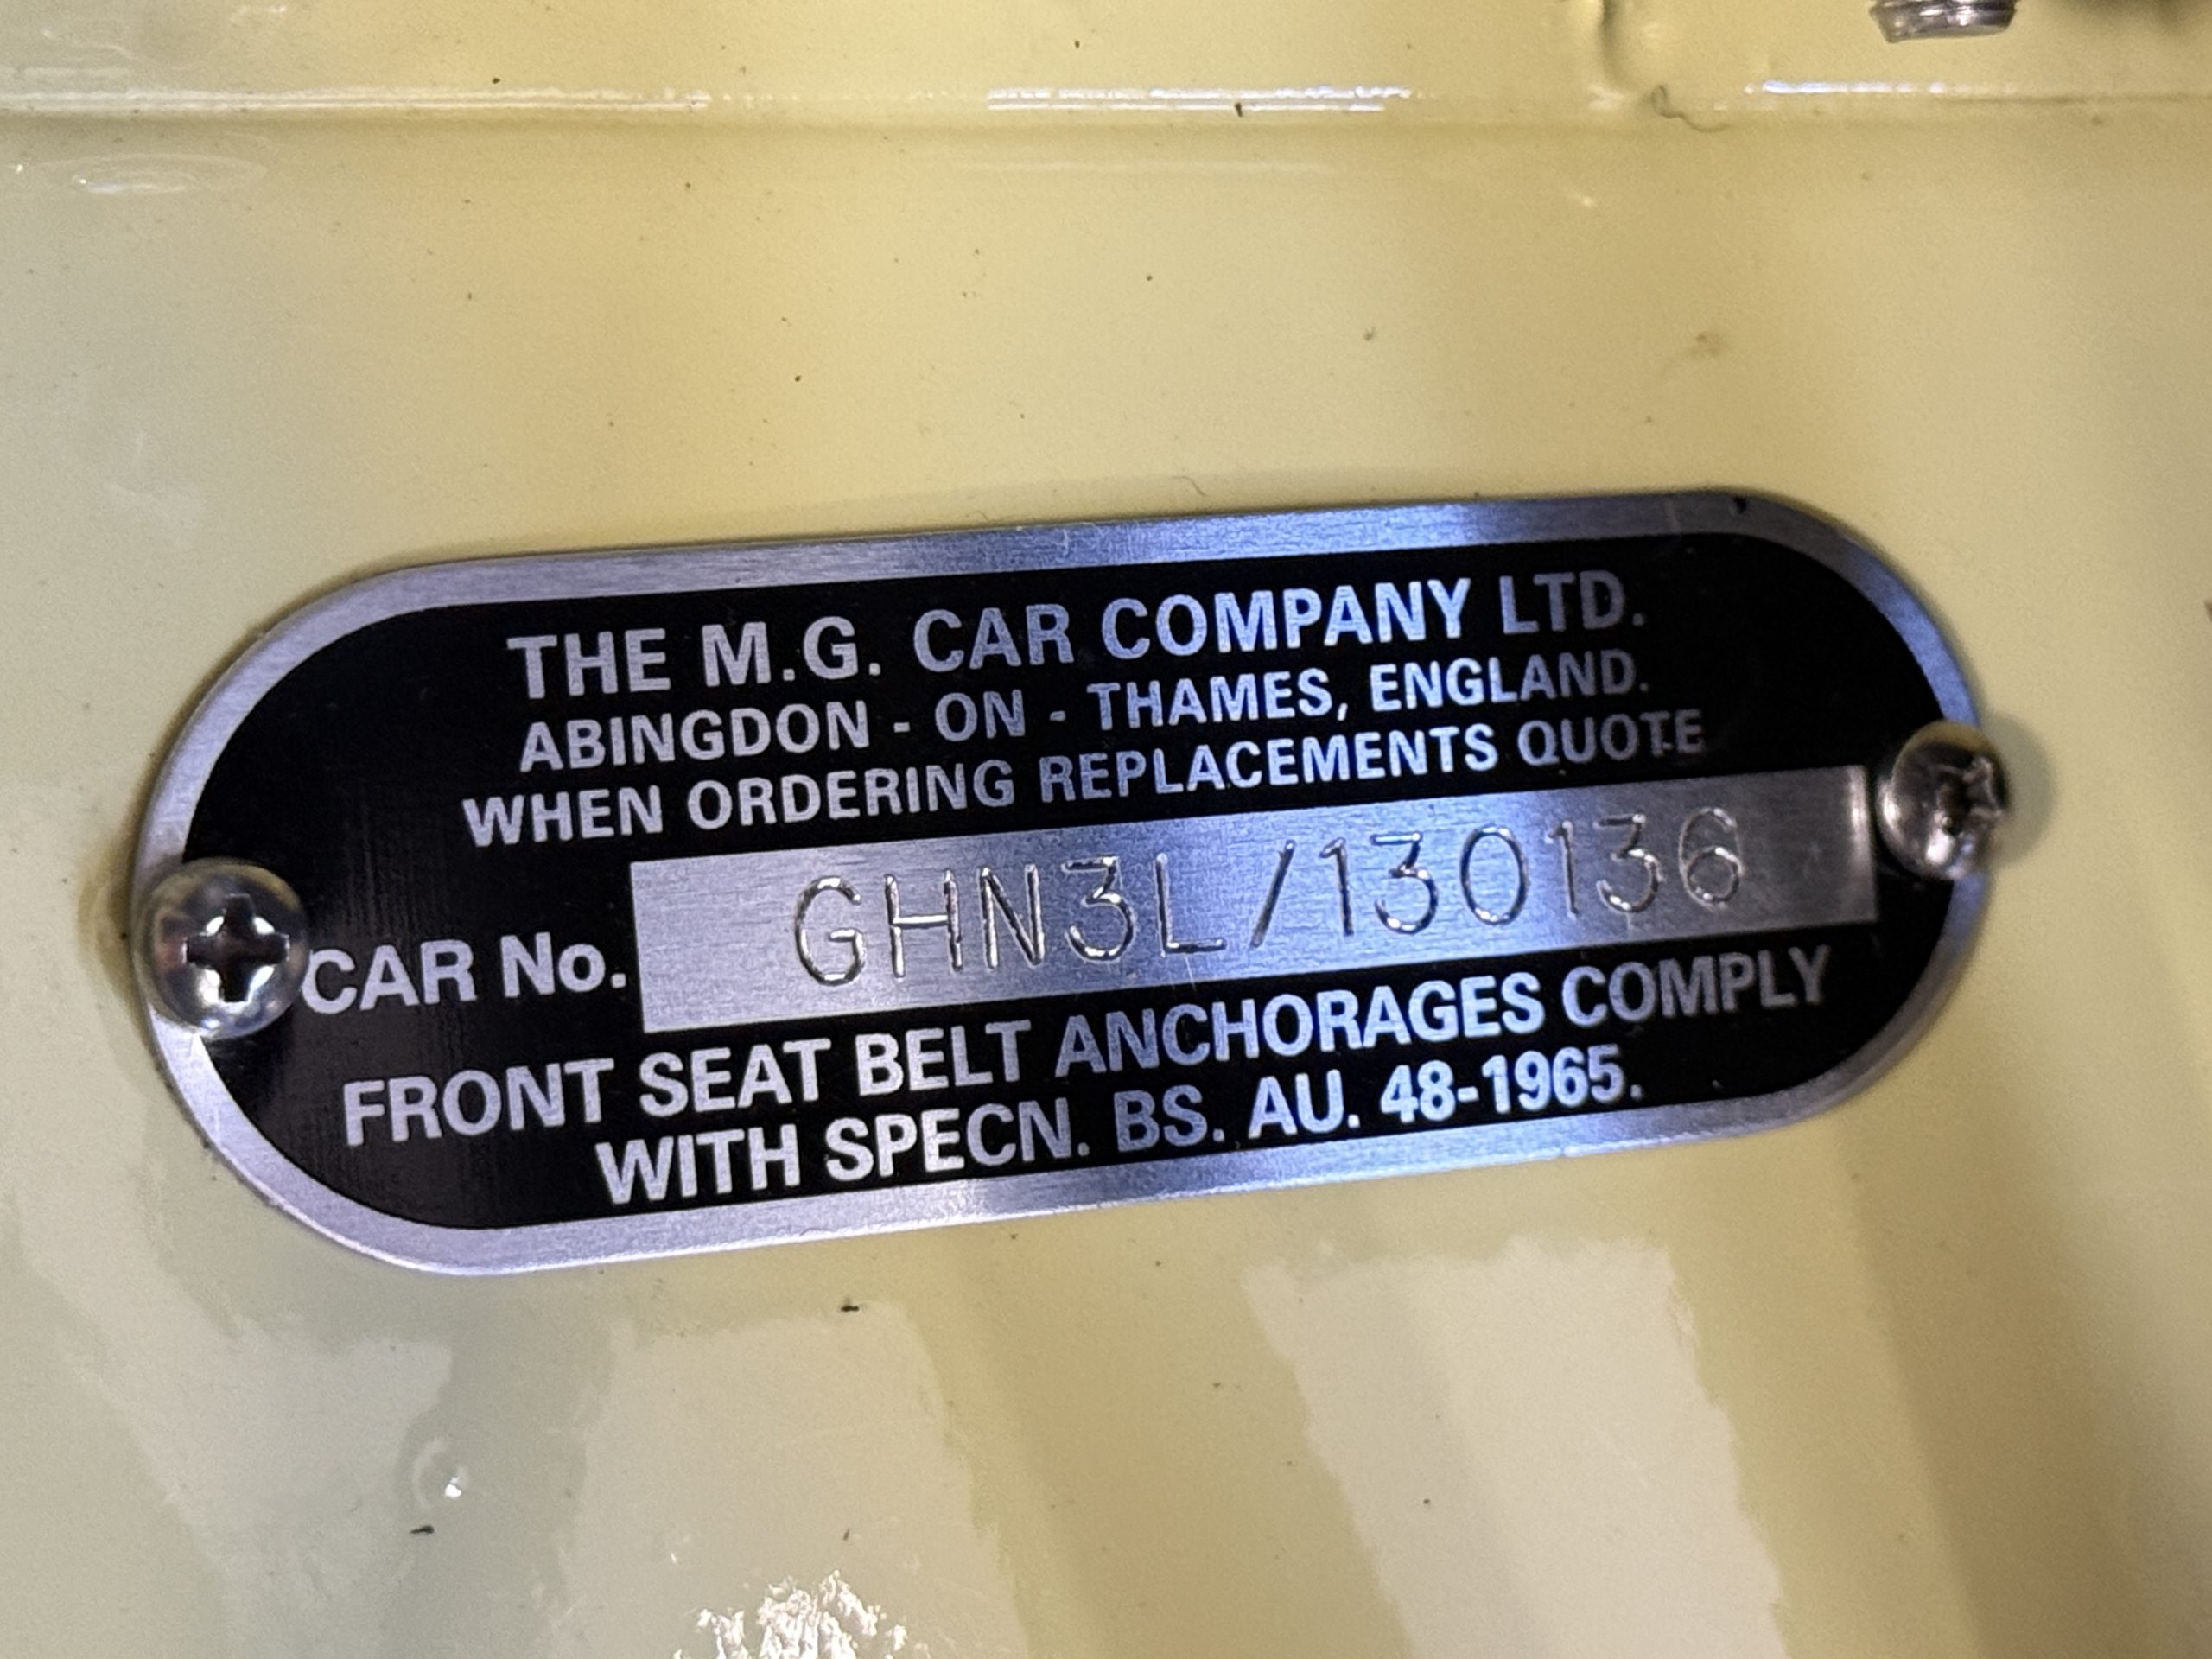 THE M.G. CAR COMPANY LTD.
ABINGDON - ON - THAMES, ENGLAND.
WHEN ORDERING REPLACEMENTS QUOTE
CAR No. GHN3L/130136
FRONT SEAT BELT ANCHORAGES COMPLY
WITH SPECN. BS. AU. 48-1965.